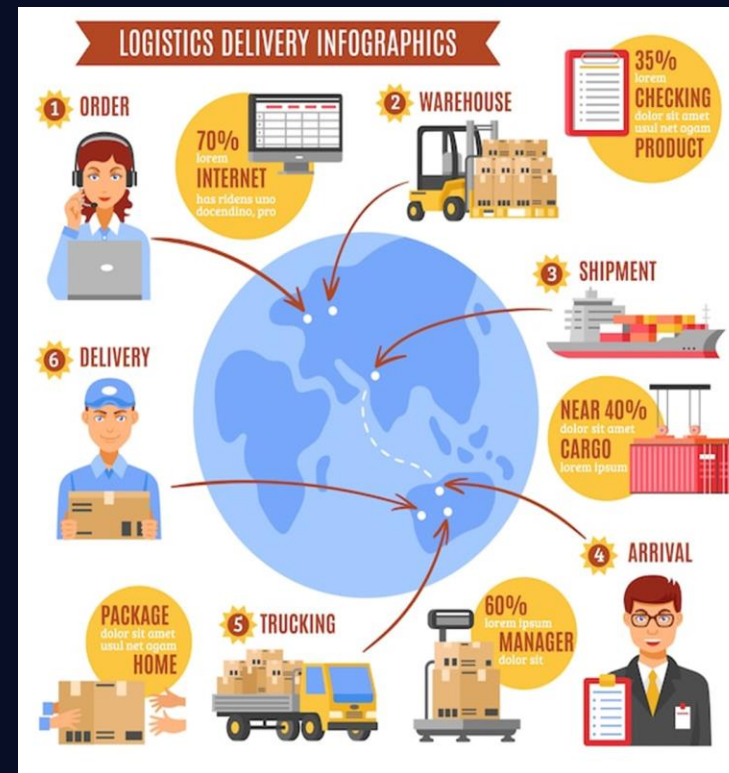 LOGISTICS DELIVERY INFOGRAPHICS
1 ORDER
70%
lorem
INTERNET
has ridens uno
docendino, pro
2 WAREHOUSE
35%
lorem
CHECKING
dolor sit amet
usul net ogam
PRODUCT
3 SHIPMENT
6 DELIVERY
NEAR 40%
dolor sit amet
CARGO
lorem ipsum
4 ARRIVAL
PACKAGE
dolor sit amet
usul net ogam
HOME
5 TRUCKING
60%
lorem ipsum
MANAGER
dolor sit